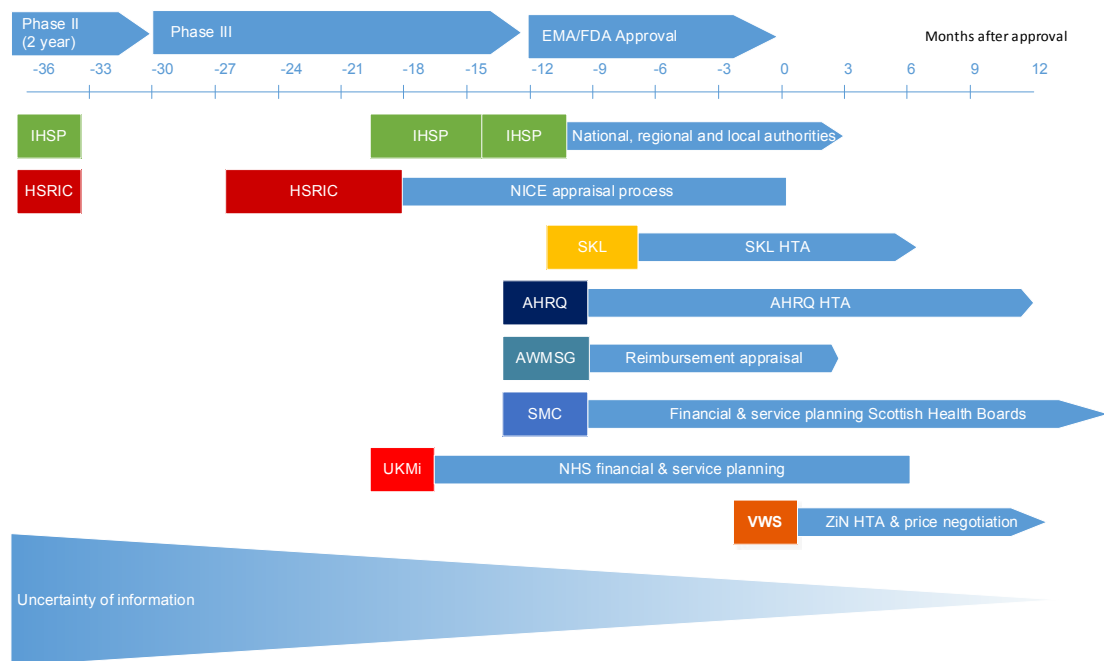 Phase II
(2 year)
Phase III
EMA/FDA Approval
Months after approval
-36 -33 -30 -27 -24 -21 -18 -15 -12 -9 -6 -3 0 3 6 9 12
IHSP IHSP IHSP National, regional and local authorities
HSRIC HSRIC NICE appraisal process
SKL SKL HTA
AHRQ AHRQ HTA
AWMSG Reimbursement appraisal
SMC Financial & service planning Scottish Health Boards
UKMi NHS financial & service planning
VWS ZiN HTA & price negotiation
Uncertainty of information